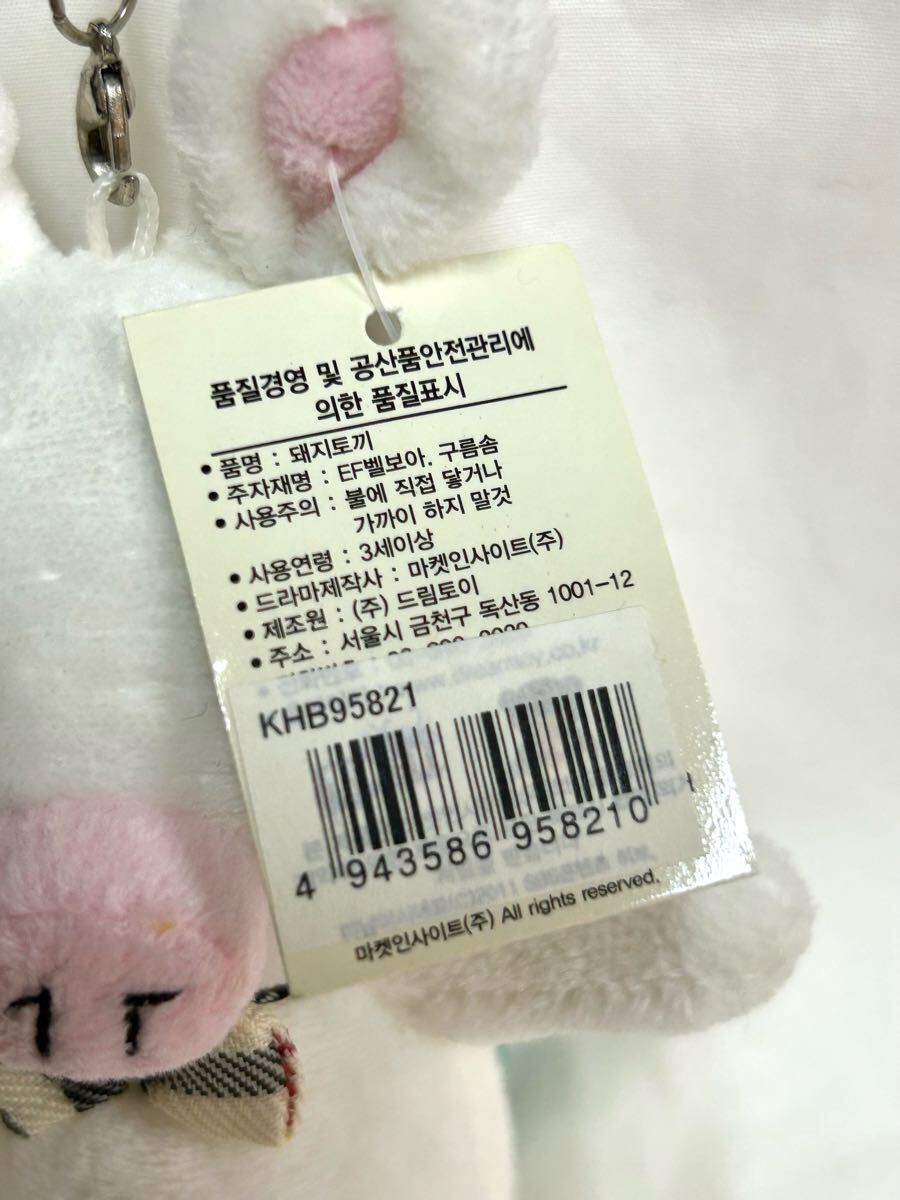 품질경영 및 공산품안전관리에
의한 품질표시
• 품명 : 돼지토끼
• 주자재명 : EF벨보아. 구름솜
• 사용주의 : 불에 직접 닿거나
가까이 하지 말것
• 사용연령 : 3세이상
• 드라마제작사 : 마켓인사이트(주)
• 제조원 : (주) 드림토이
• 주소 : 서울시 금천구 독산동 1001-12
KHB95821
4 943586 958210
마켓인사이트(주) All rights reserved.